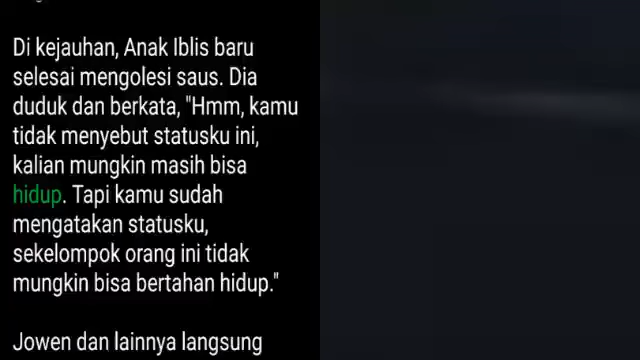 Di kejauhan, Anak Iblis baru
selesai mengolesi saus. Dia
duduk dan berkata, "Hmm, kamu
tidak menyebut statusku ini,
kalian mungkin masih bisa
hidup. Tapi kamu sudah
mengatakan statusku,
sekelompok orang ini tidak
mungkin bisa bertahan hidup."
Jowen dan lainnya langsung